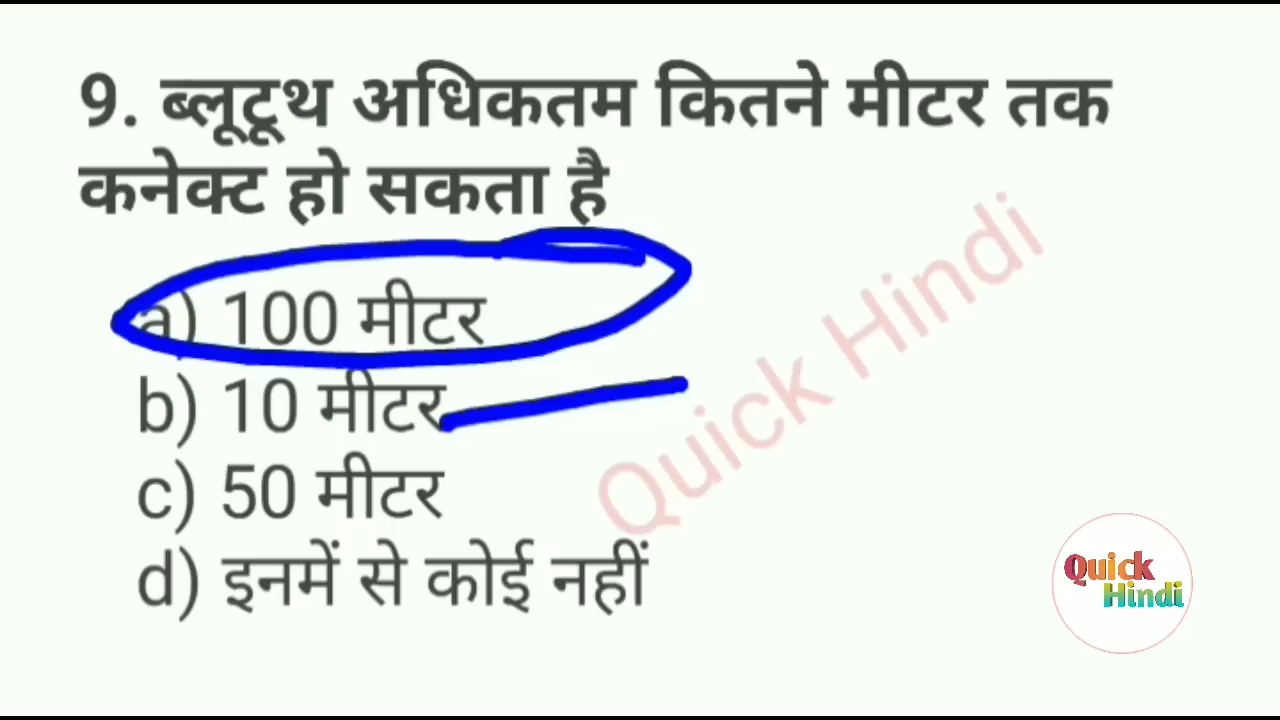 9. ब्लूटूथ अधिकतम कितने मीटर तक
कनेक्ट हो सकता है
a) 100 मीटर
b) 10 मीटर
c) 50 मीटर
d) इनमें से कोई नहीं
Quick Hindi
Quick
Hindi